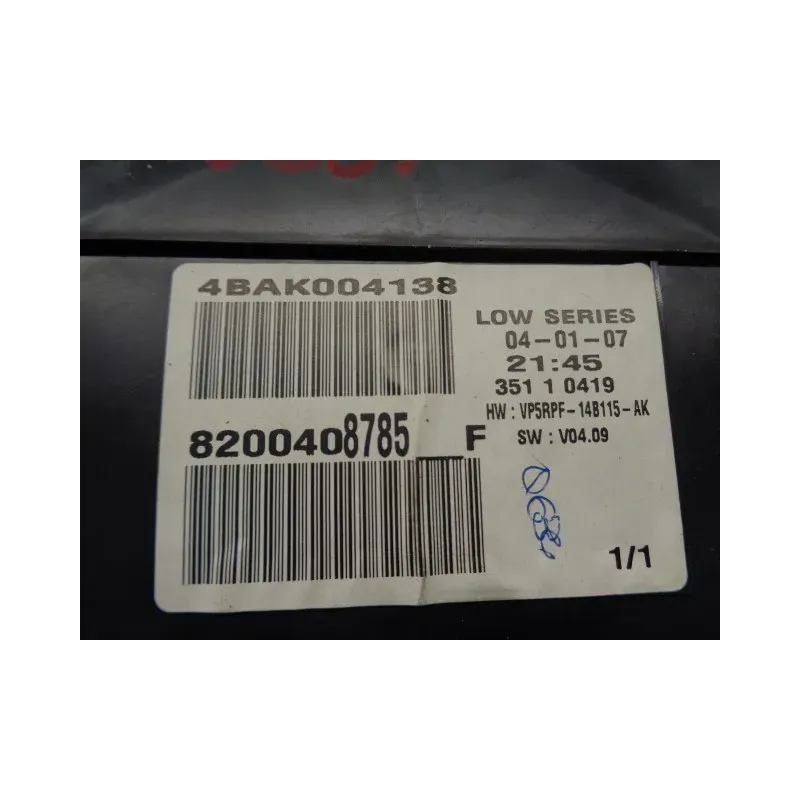 4BAK004138
LOW SERIES
04-01-07
21:45
351 1 0419
HW : VP5RPF-14B115-AK
SW : V04.09
8200408785__F
1/1